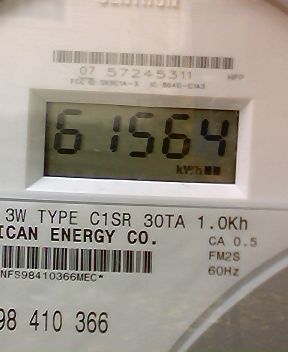 07 57245311
61564
kWh
3W TYPE C1SR 30TA 1.0Kh
ICAN ENERGY CO.
CA 0.5
FM2S
60Hz
NFS98410366MEC*
98 410 366